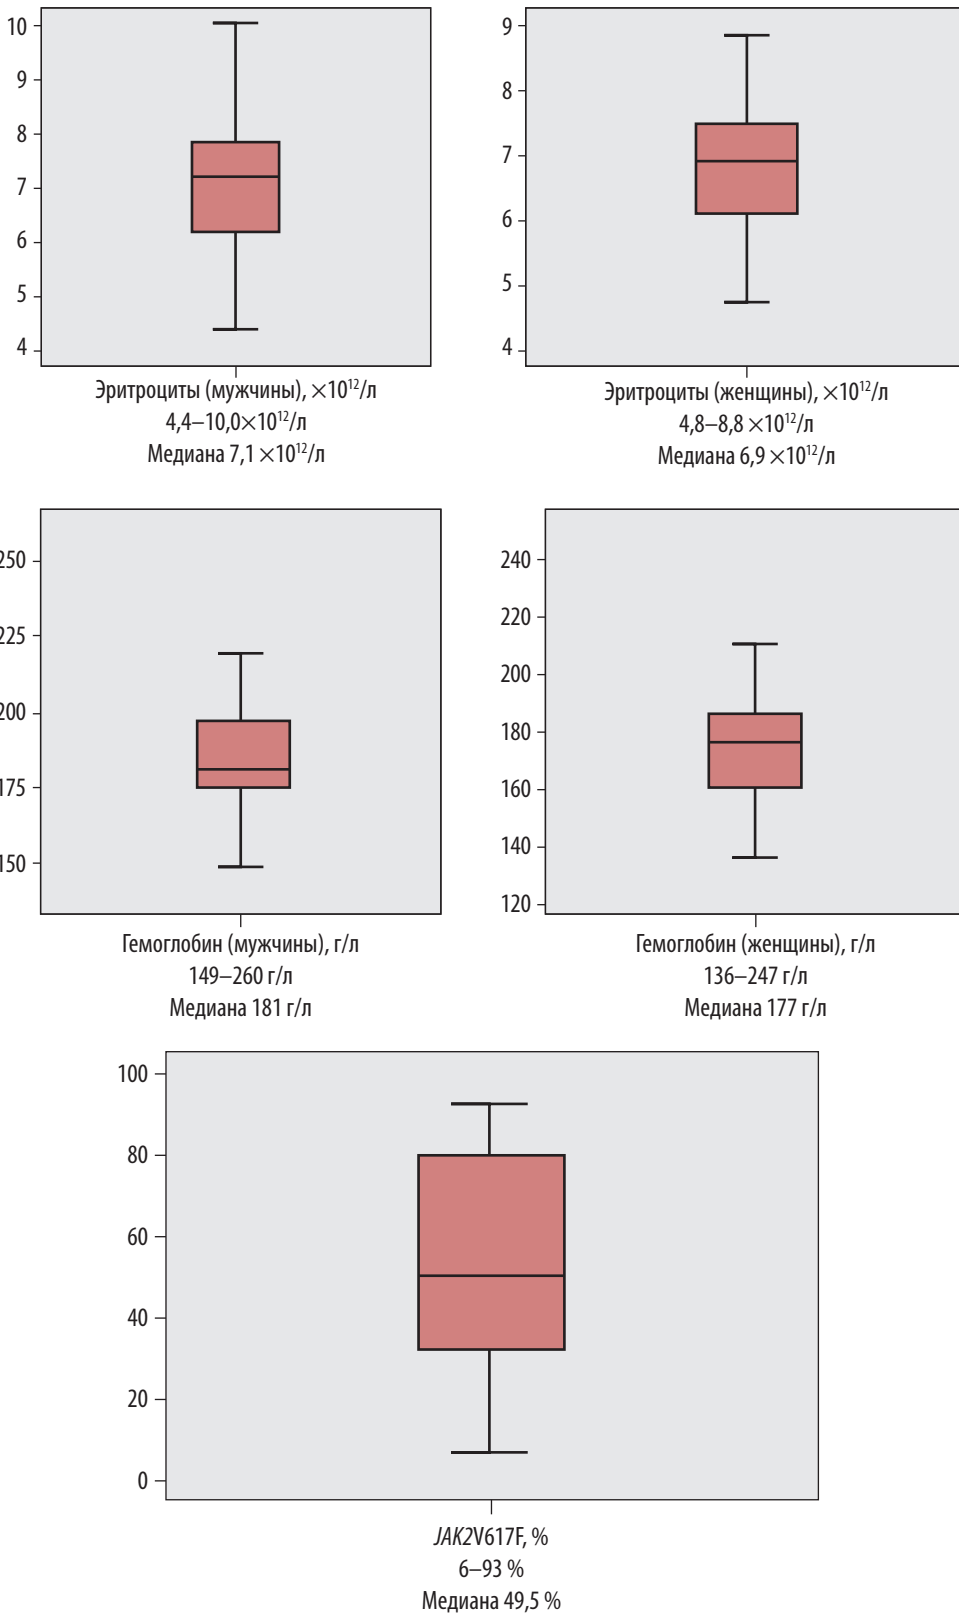 10
9
8
7
6
5
4
Эритроциты (мужчины), ×10¹²/л
4,4–10,0×10¹²/л
Медиана 7,1 ×10¹²/л
9
8
7
6
5
4
Эритроциты (женщины), ×10¹²/л
4,8–8,8 ×10¹²/л
Медиана 6,9 ×10¹²/л
250
225
200
175
150
Гемоглобин (мужчины), г/л
149–260 г/л
Медиана 181 г/л
240
220
200
180
160
140
120
Гемоглобин (женщины), г/л
136–247 г/л
Медиана 177 г/л
100
80
60
40
20
0
JAK2V617F, %
6–93 %
Медиана 49,5 %